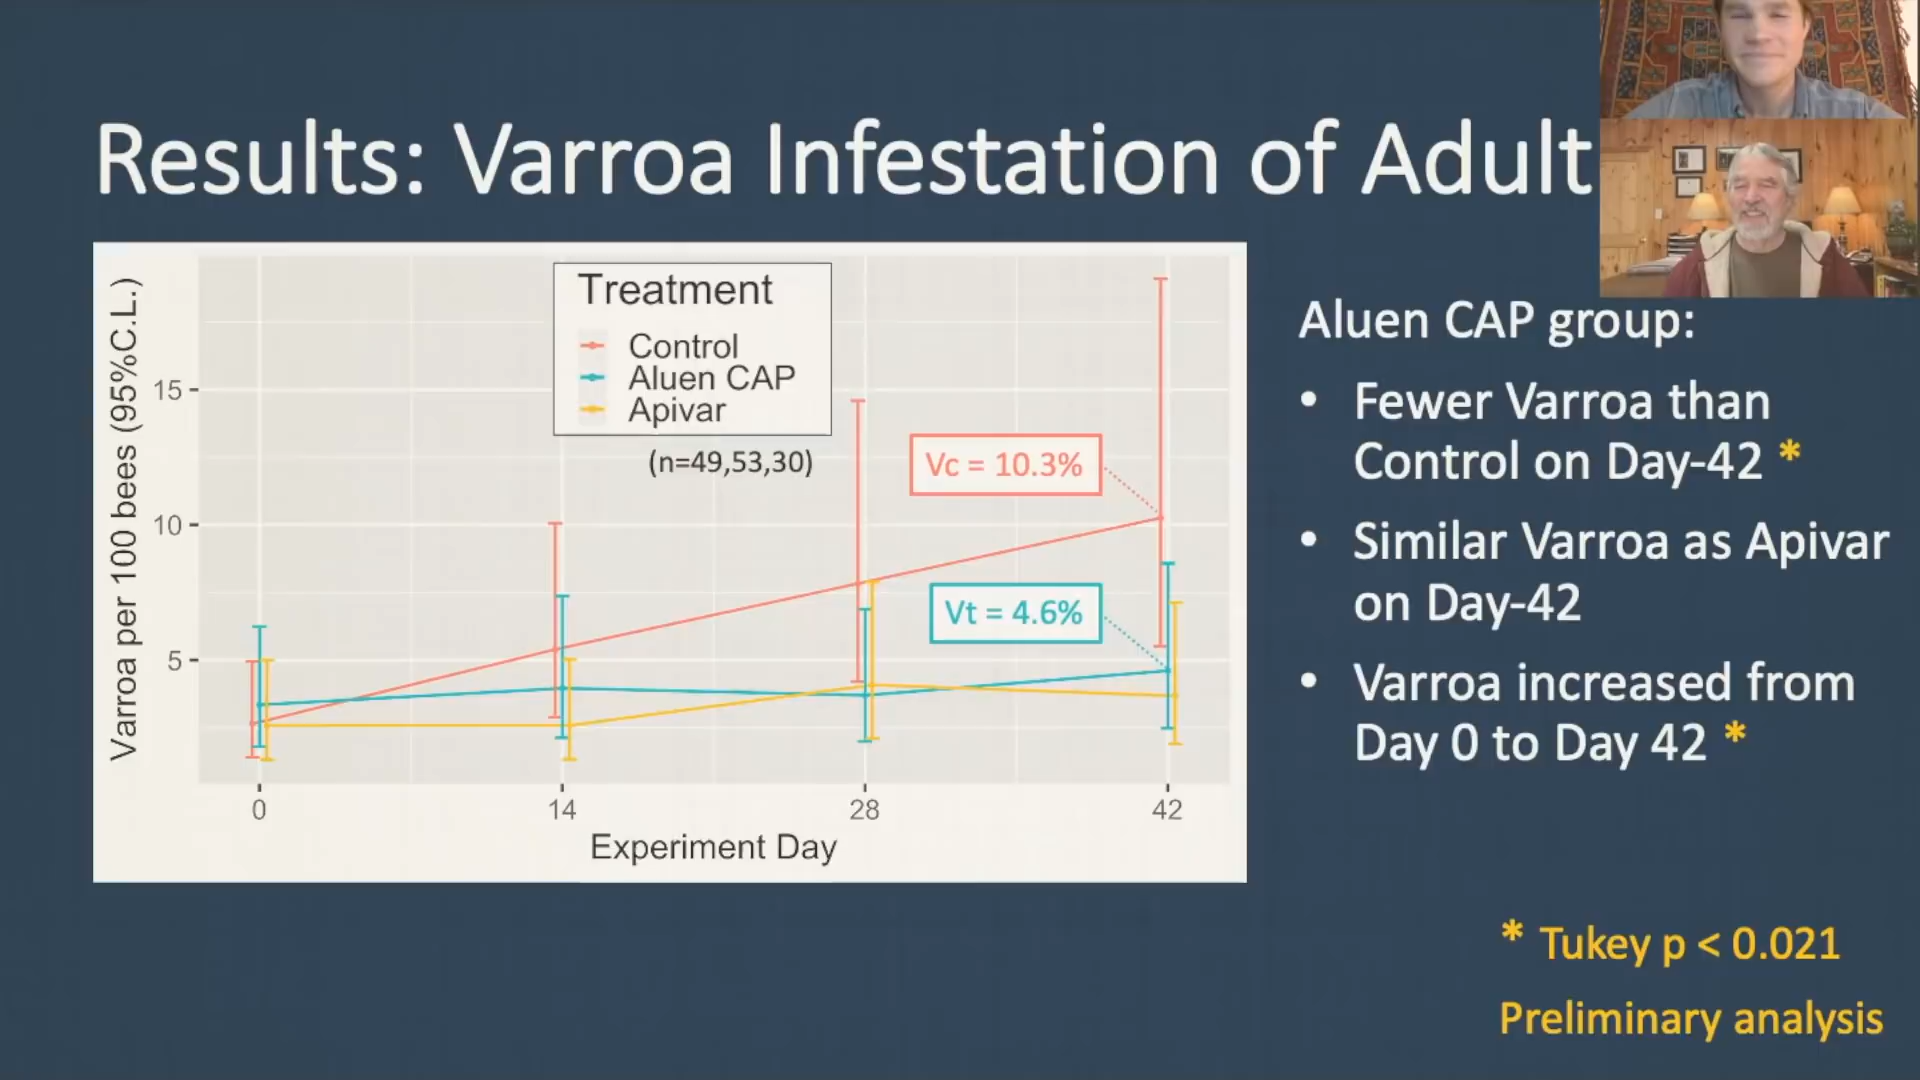 Results: Varroa Infestation of Adult
Varroa per 100 bees (95%C.L.)
15
10
5
Treatment
Control
Aluen CAP
Apivar
(n=49,53,30)
Vc = 10.3%
Vt = 4.6%
0
14
28
42
Experiment Day
Aluen CAP group:
• Fewer Varroa than
Control on Day-42 *
• Similar Varroa as Apivar
on Day-42
• Varroa increased from
Day 0 to Day 42 *
* Tukey p < 0.021
Preliminary analysis